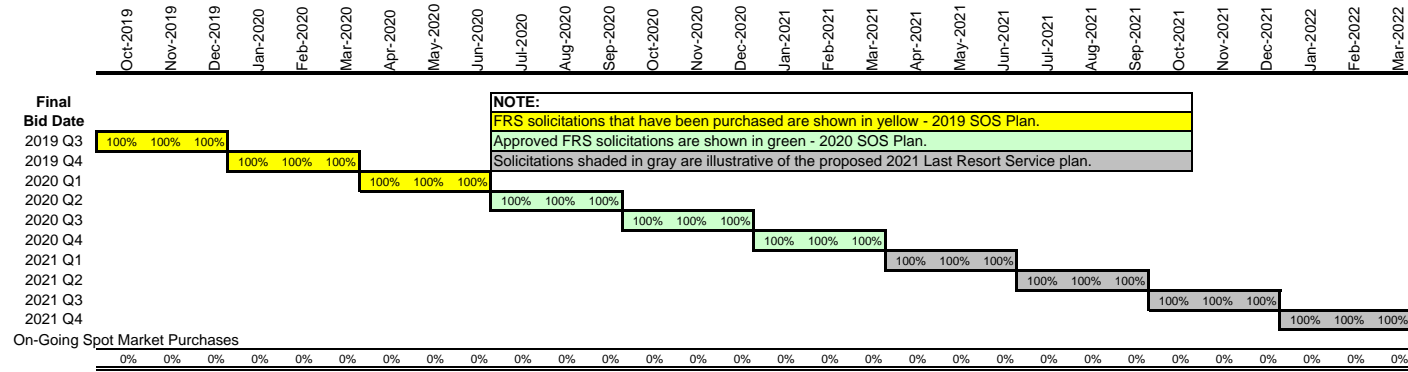 Oct-2019 Nov-2019 Dec-2019 Jan-2020 Feb-2020 Mar-2020 Apr-2020 May-2020 Jun-2020 Jul-2020 Aug-2020 Sep-2020 Oct-2020 Nov-2020 Dec-2020 Jan-2021 Feb-2021 Mar-2021 Apr-2021 May-2021 Jun-2021 Jul-2021 Aug-2021 Sep-2021 Oct-2021 Nov-2021 Dec-2021 Jan-2022 Feb-2022 Mar-2022
Final
Bid Date
NOTE:
FRS solicitations that have been purchased are shown in yellow - 2019 SOS Plan.
Approved FRS solicitations are shown in green - 2020 SOS Plan.
Solicitations shaded in gray are illustrative of the proposed 2021 Last Resort Service plan.
2019 Q3 100% 100% 100%
2019 Q4 100% 100% 100%
2020 Q1 100% 100% 100%
2020 Q2 100% 100% 100%
2020 Q3 100% 100% 100%
2020 Q4 100% 100% 100%
2021 Q1 100% 100% 100%
2021 Q2 100% 100% 100%
2021 Q3 100% 100% 100%
2021 Q4 100% 100% 100%
On-Going Spot Market Purchases
0% 0% 0% 0% 0% 0% 0% 0% 0% 0% 0% 0% 0% 0% 0% 0% 0% 0% 0% 0% 0% 0% 0% 0% 0% 0% 0% 0% 0% 0%